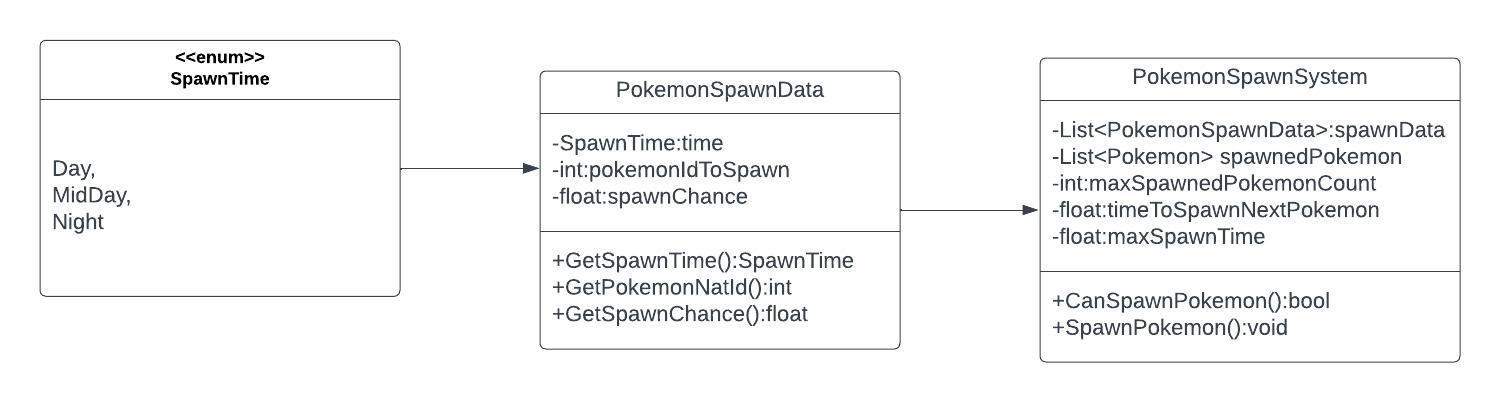 <<enum>>
SpawnTime
Day,
MidDay,
Night
PokemonSpawnData
-SpawnTime:time
-int:pokemonIdToSpawn
-float:spawnChance
+GetSpawnTime():SpawnTime
+GetPokemonNatId():int
+GetSpawnChance():float
PokemonSpawnSystem
-List<PokemonSpawnData>:spawnData
-List<Pokemon> spawnedPokemon
-int:maxSpawnedPokemonCount
-float:timeToSpawnNextPokemon
-float:maxSpawnTime
+CanSpawnPokemon():bool
+SpawnPokemon():void